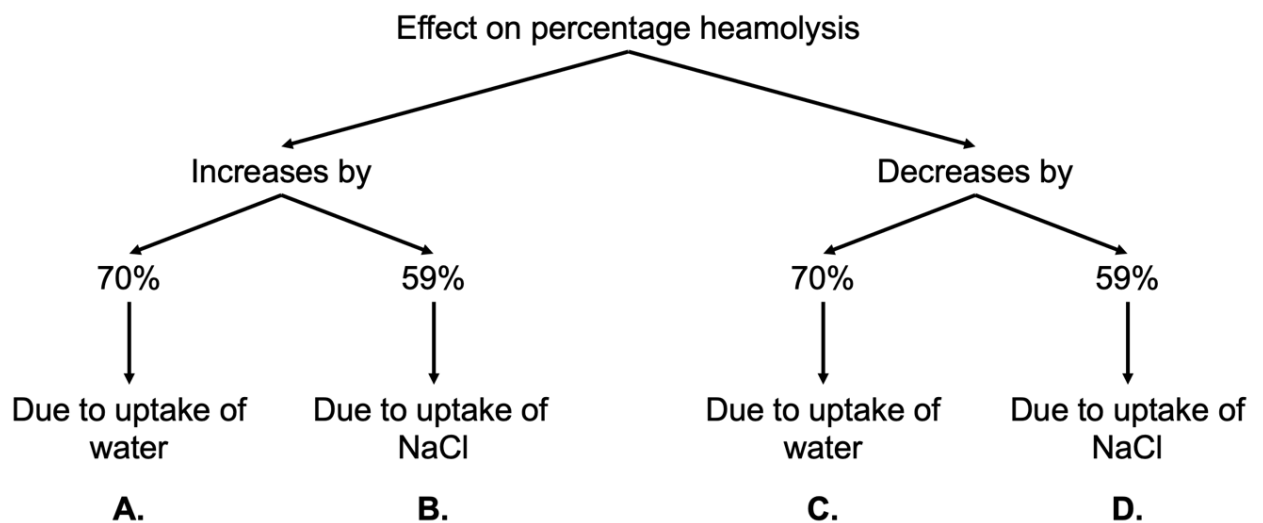 Effect on percentage heamolysis
Increases by
Decreases by
70%
59%
70%
59%
Due to uptake of
water
Due to uptake of
NaCl
Due to uptake of
water
Due to uptake of
NaCl
A.
B.
C.
D.